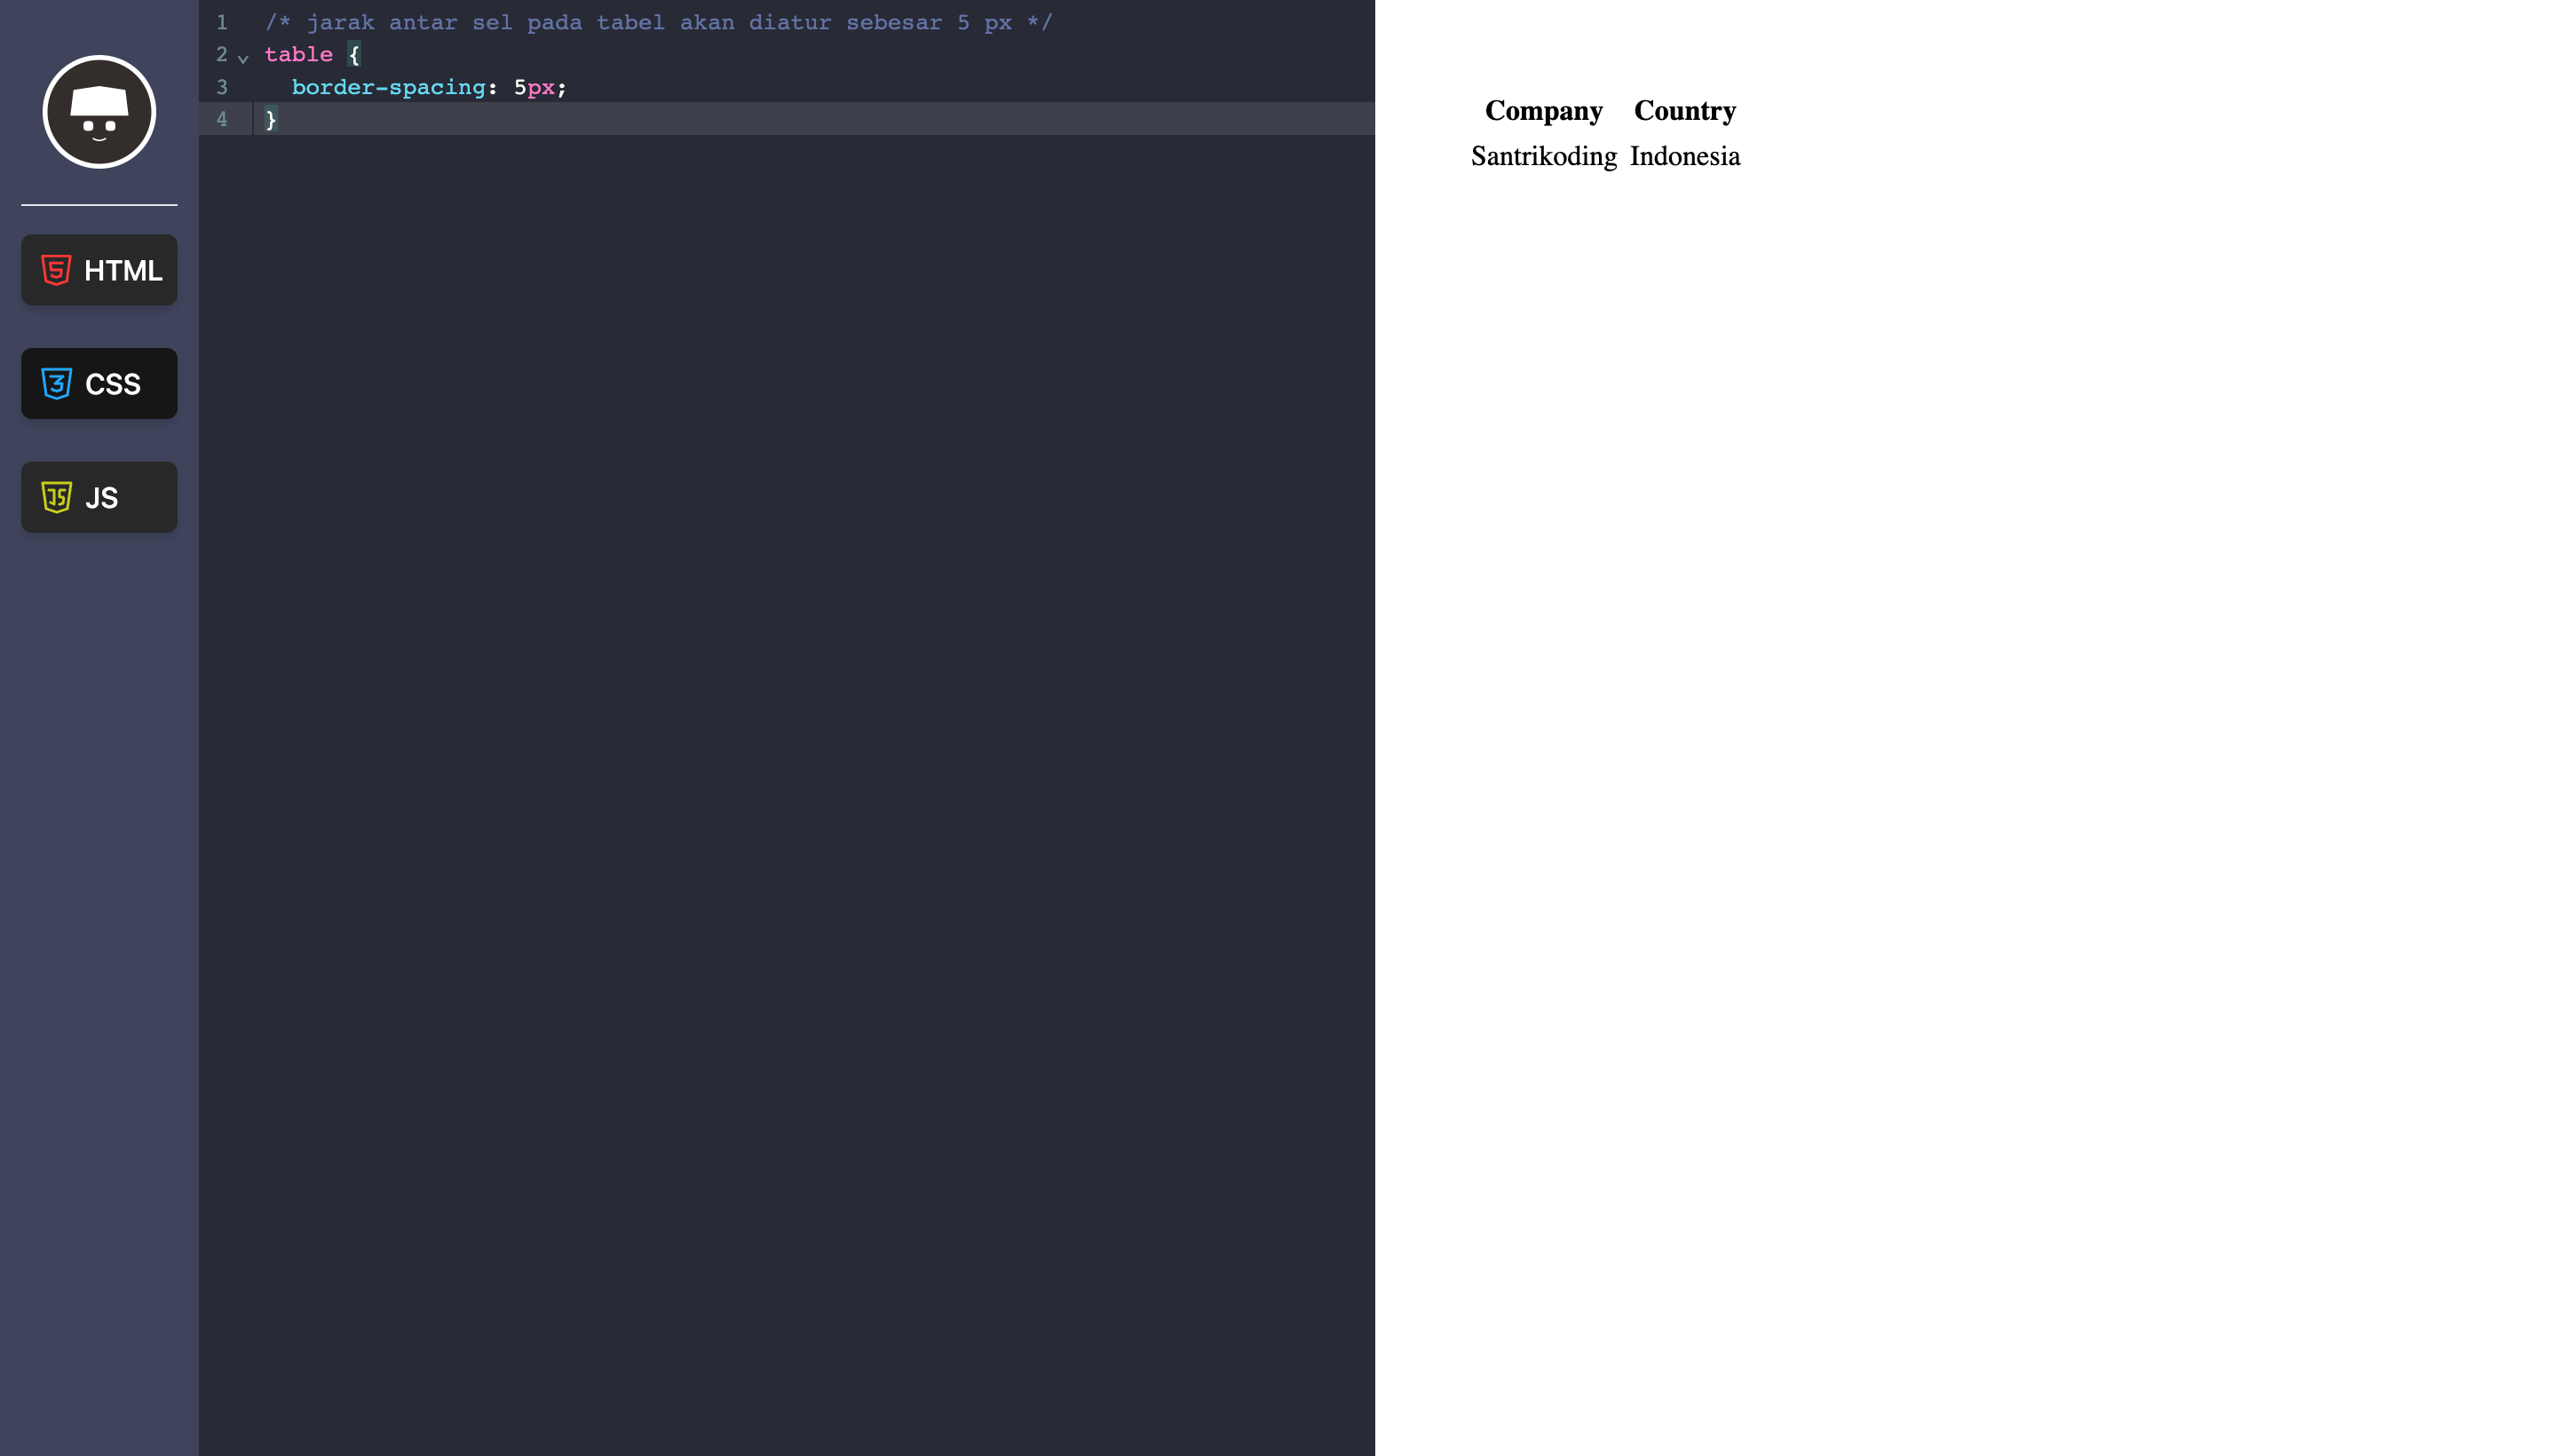 HTML
CSS
JS
1 /* jarak antar sel pada tabel akan diatur sebesar 5 px */
2 table {
3 border-spacing: 5px;
4 }
Company Country
Santrikoding Indonesia